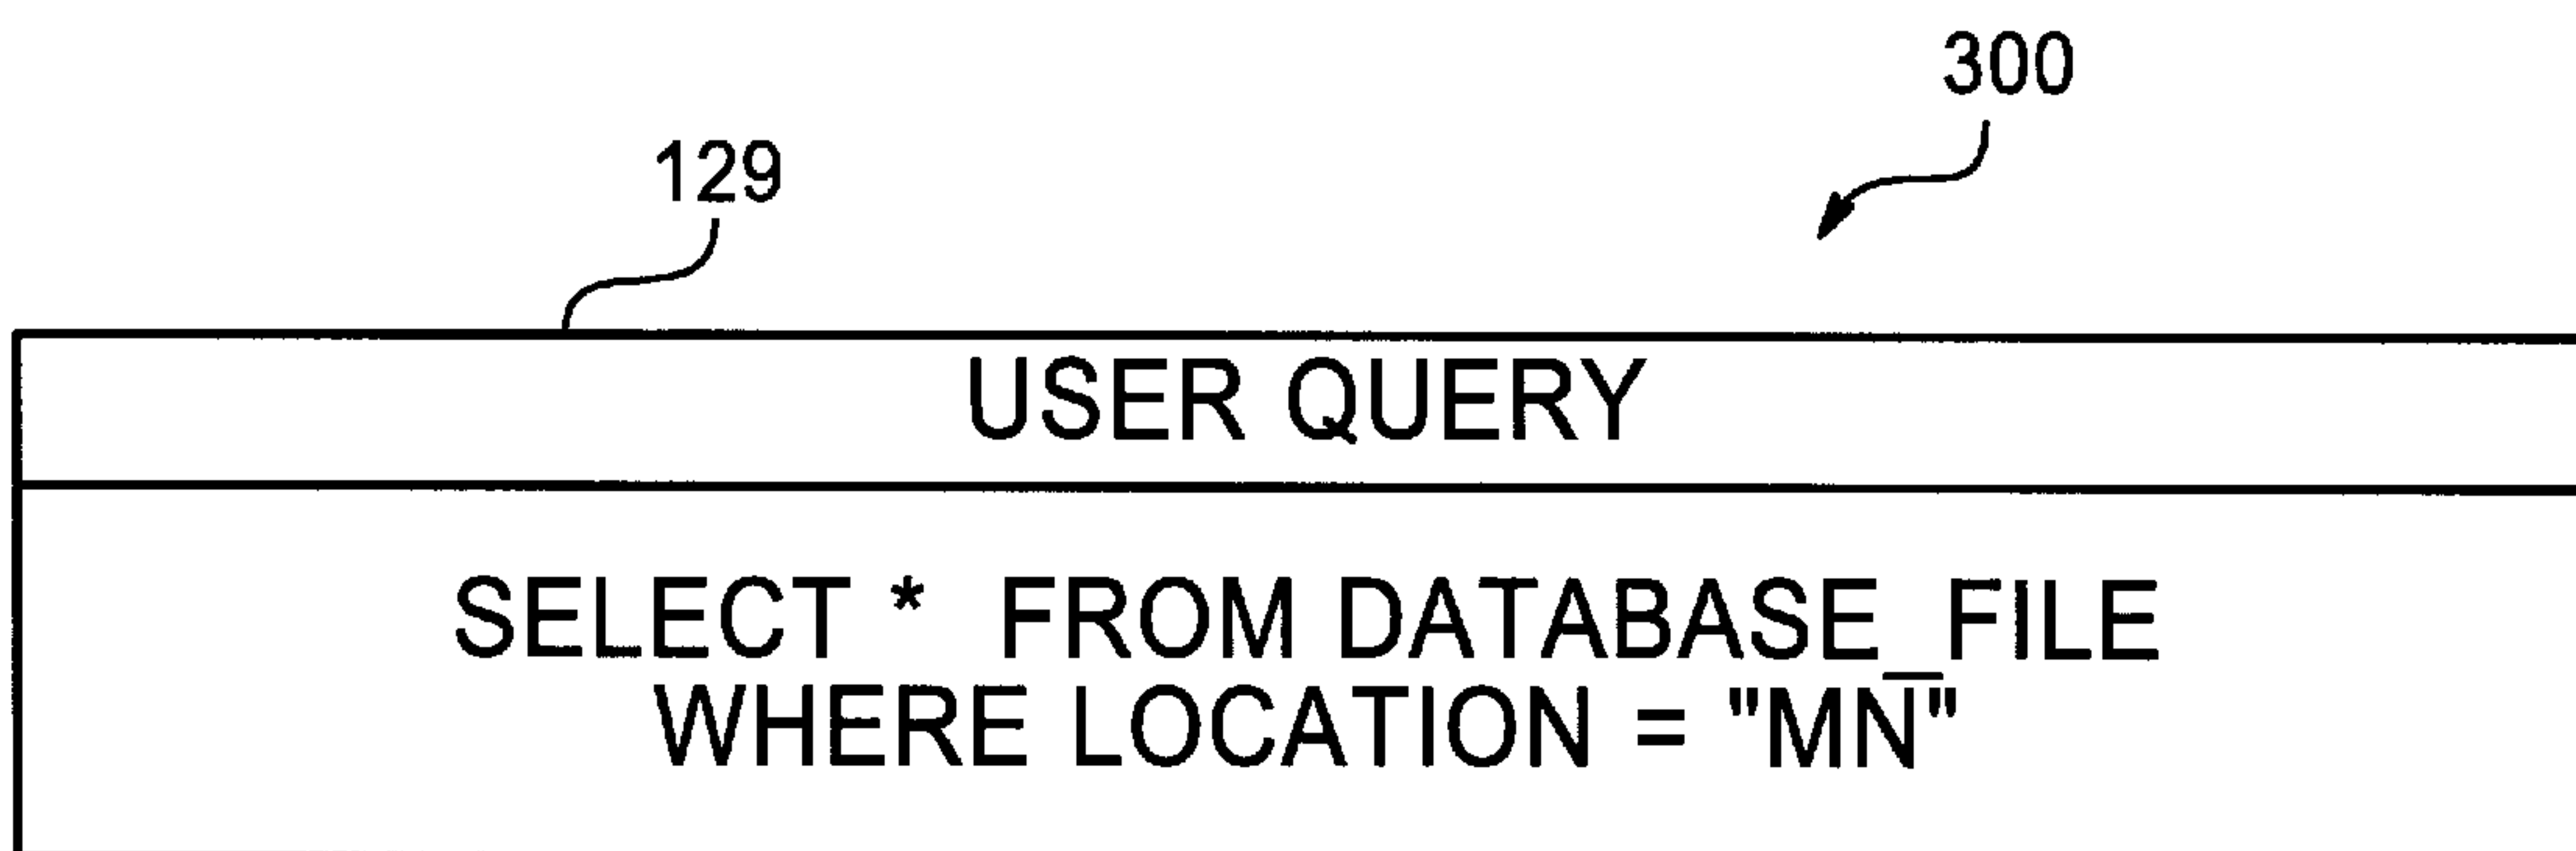 300
129
USER QUERY
SELECT * FROM DATABASE_FILE
WHERE LOCATION = "MN"